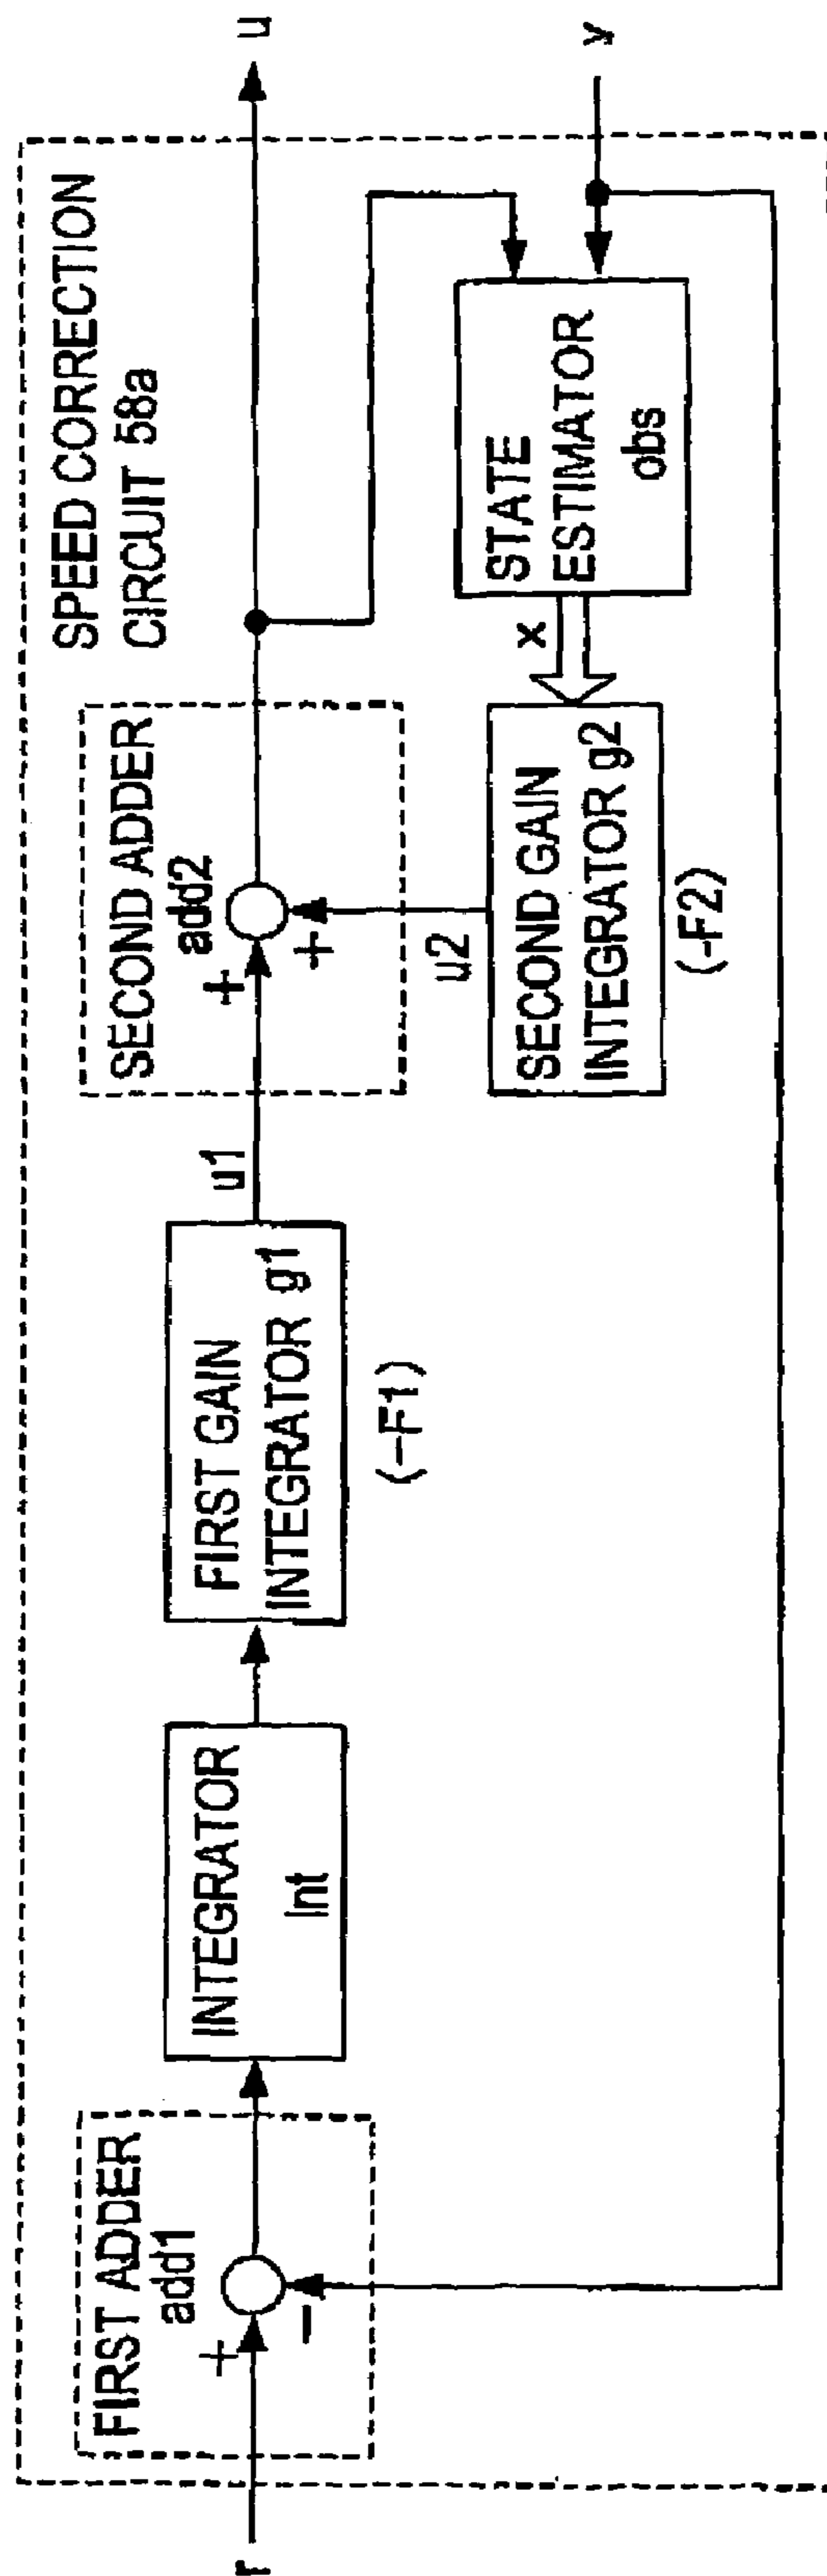 SPEED CORRECTION
CIRCUIT 58a
FIRST ADDER
add1
r
+
−
INTEGRATOR
Int
FIRST GAIN
INTEGRATOR g1
(−F1)
u1
SECOND ADDER
add2
+
+
u
u2
SECOND GAIN
INTEGRATOR g2
(-F2)
x
STATE
ESTIMATOR
obs
y